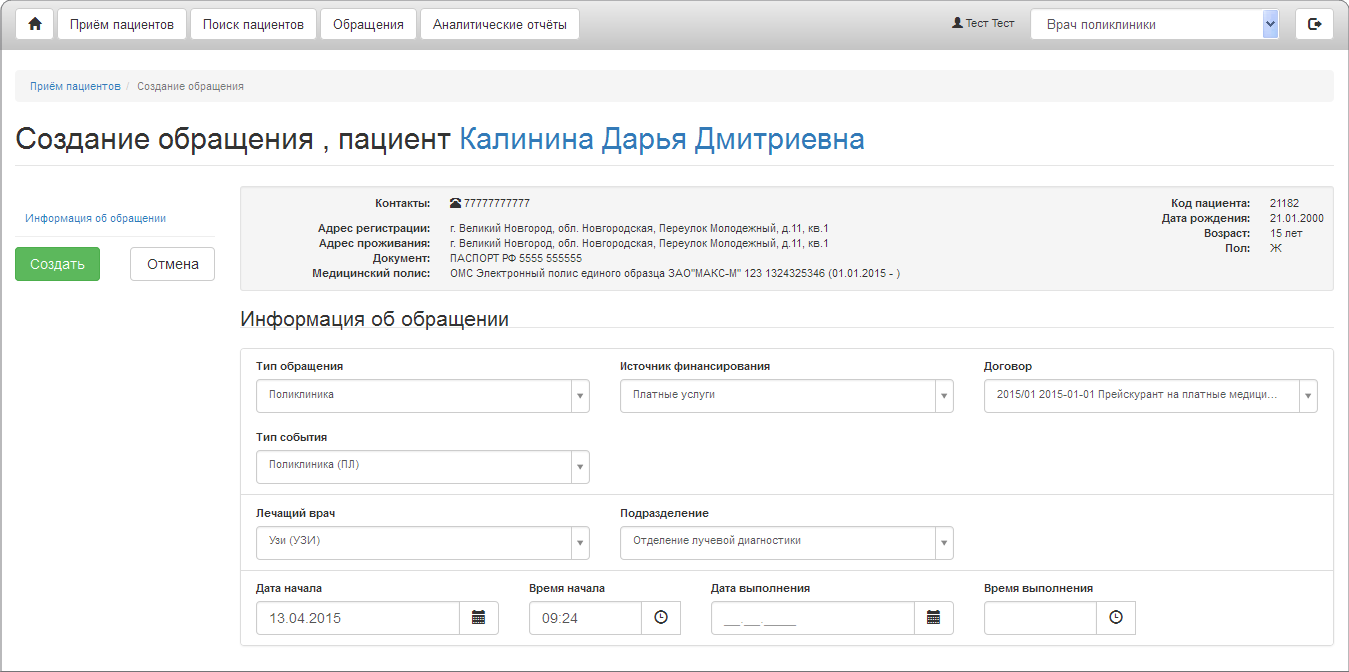 Приём пациентов Поиск пациентов Обращения Аналитические отчёты Тест Тест Врач поликлиники
Приём пациентов / Создание обращения
Создание обращения , пациент Калинина Дарья Дмитриевна
Информация об обращении
Создать Отмена
Контакты: 77777777777
Адрес регистрации: г. Великий Новгород, обл. Новгородская, Переулок Молодежный, д.11, кв.1
Адрес проживания: г. Великий Новгород, обл. Новгородская, Переулок Молодежный, д.11, кв.1
Документ: ПАСПОРТ РФ 5555 555555
Медицинский полис: ОМС Электронный полис единого образца ЗАО"МАКС-М" 123 1324325346 (01.01.2015 - )
Код пациента: 21182
Дата рождения: 21.01.2000
Возраст: 15 лет
Пол: Ж
Информация об обращении
Тип обращения Источник финансирования Договор
Поликлиника Платные услуги 2015/01 2015-01-01 Прейскурант на платные медици...
Тип события
Поликлиника (ПЛ)
Лечащий врач Подразделение
Узи (УЗИ) Отделение лучевой диагностики
Дата начала Время начала Дата выполнения Время выполнения
13.04.2015 09:24 __.__.____